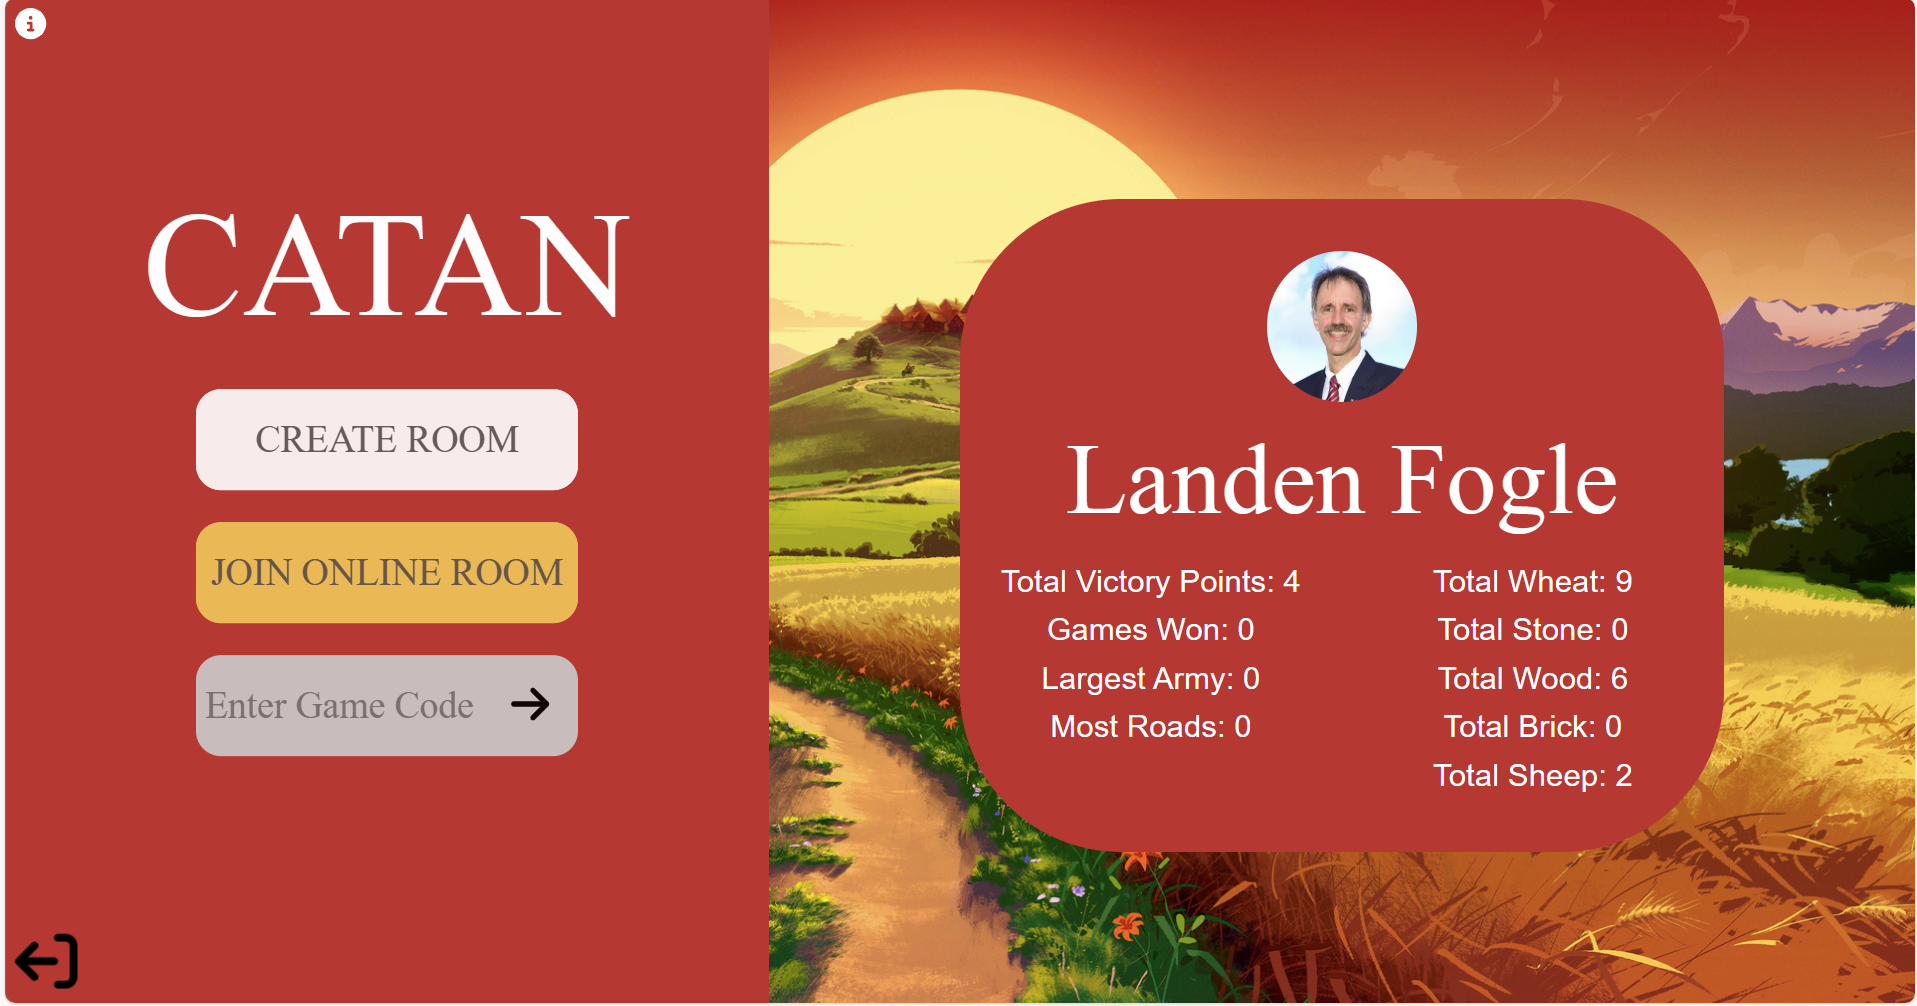 CATAN
CREATE ROOM
JOIN ONLINE ROOM
Enter Game Code
Landen Fogle
Total Victory Points: 4
Games Won: 0
Largest Army: 0
Most Roads: 0
Total Wheat: 9
Total Stone: 0
Total Wood: 6
Total Brick: 0
Total Sheep: 2